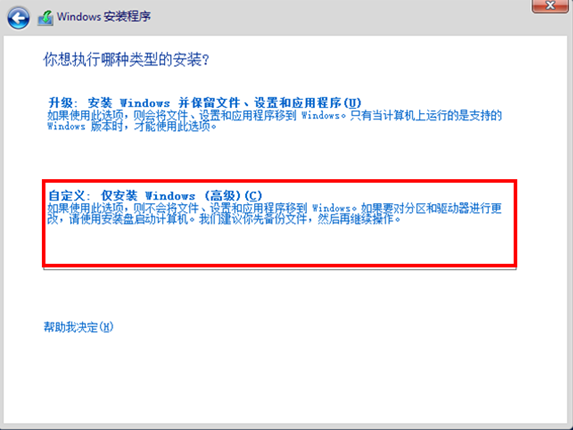 Windows 安装程序
你想执行哪种类型的安装?
升级: 安装 Windows 并保留文件、设置和应用程序(U)
如果使用此选项，则会将文件、设置和应用程序移到 Windows。只有当计算机上运行的是支持的
Windows 版本时，才能使用此选项。
自定义: 仅安装 Windows (高级)(C)
如果使用此选项，则不会将文件、设置和应用程序移到 Windows。如果要对分区和驱动器进行更
改，请使用安装盘启动计算机。我们建议你先备份文件，然后再继续操作。
帮助我决定(H)